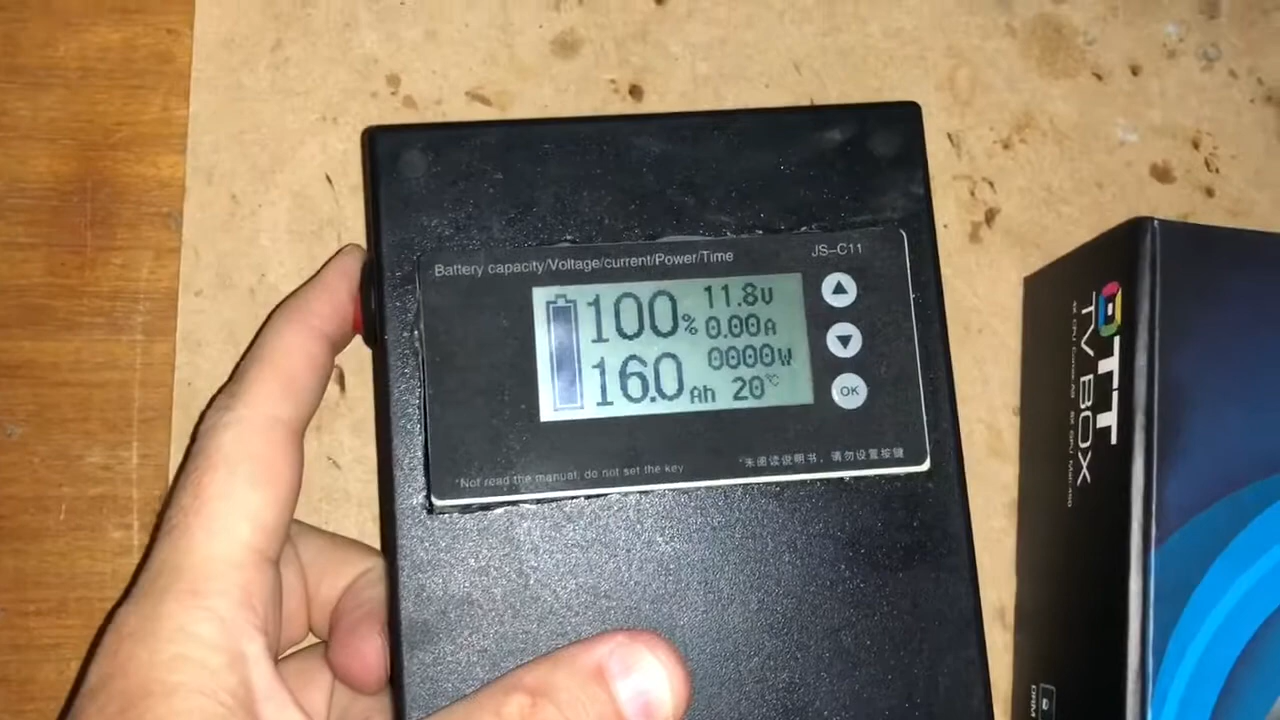 Battery capacity/Voltage/current/Power/Time
JS-C11
100%
11.8V
0.00A
0000W
16.0Ah
20℃
OK
*Not read the manual, do not set the key
*未阅读说明书，请勿设置按键
OTT
TV BOX